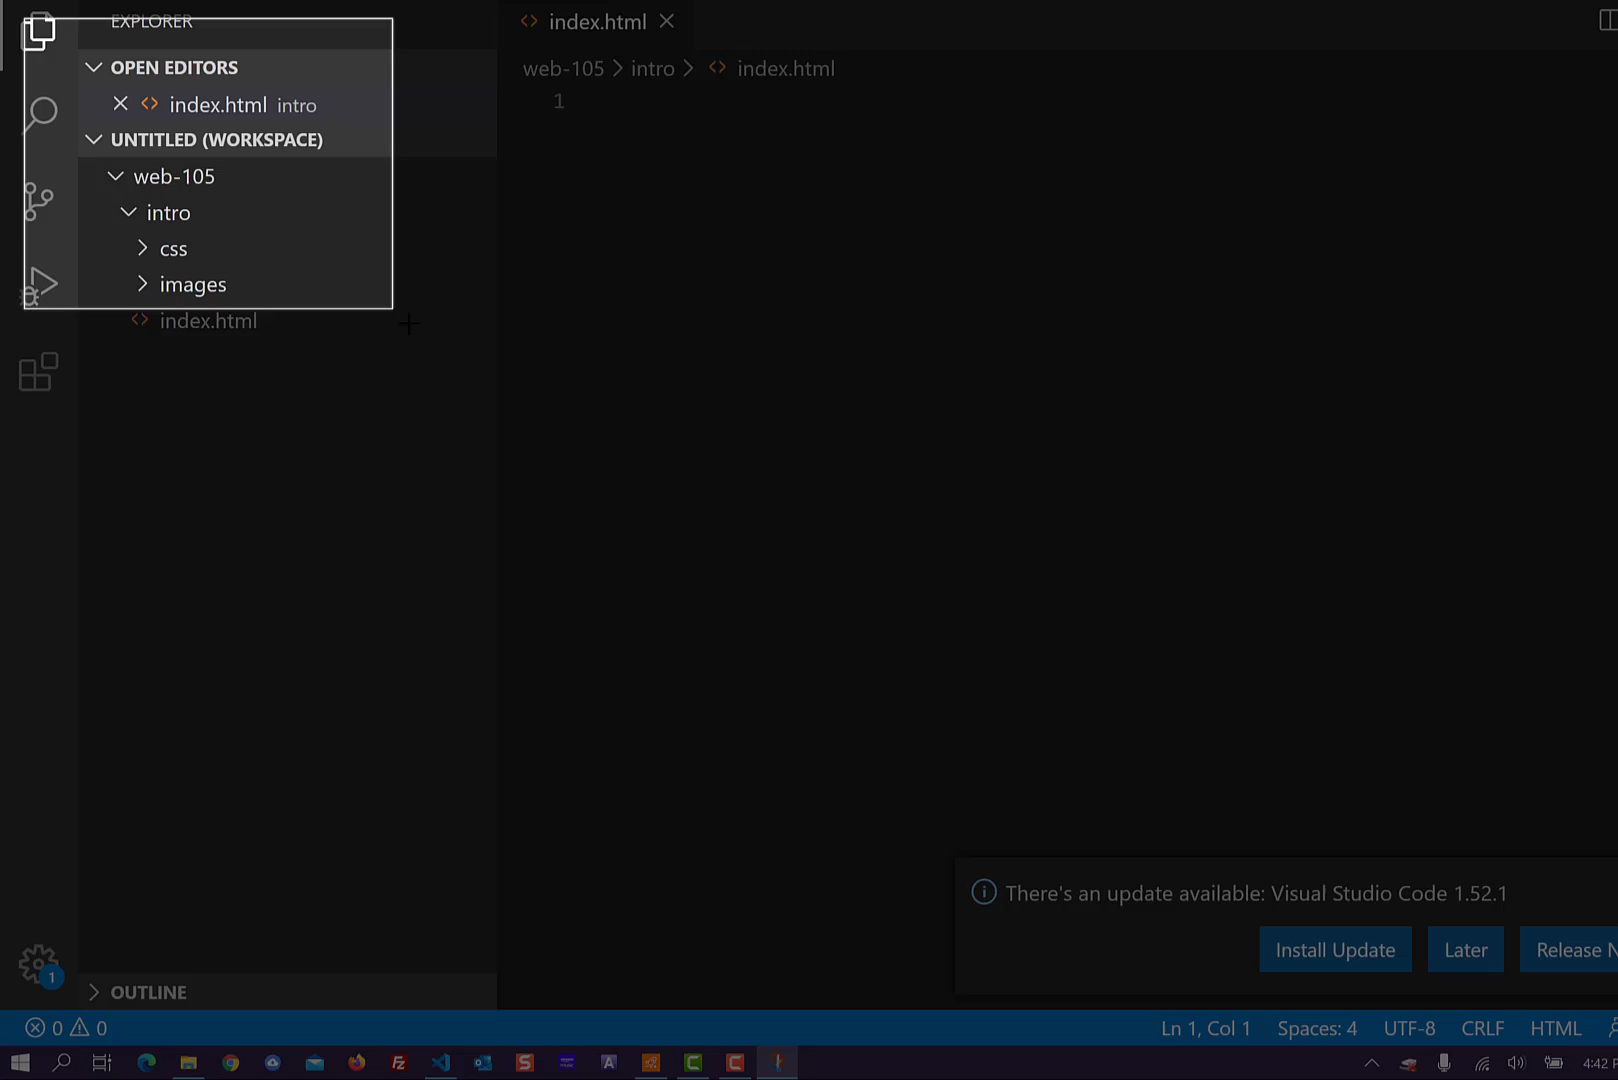 EXPLORER
OPEN EDITORS
index.html intro
UNTITLED (WORKSPACE)
web-105
intro
css
images
index.html
OUTLINE
index.html
web-105 > intro > index.html
1
There's an update available: Visual Studio Code 1.52.1
Install Update Later Release N
1
0 0
Ln 1, Col 1 Spaces: 4 UTF-8 CRLF HTML
4:42 P